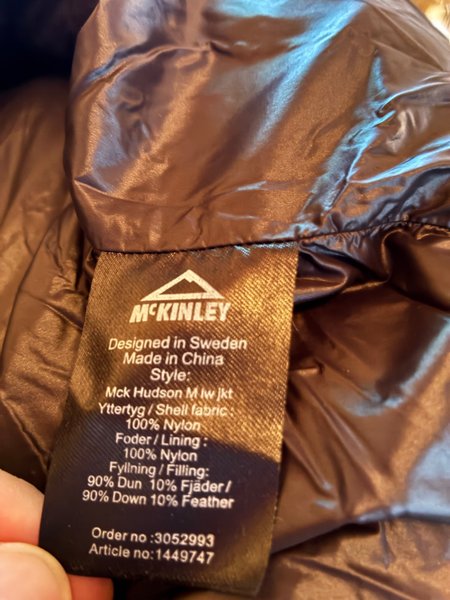 McKINLEY
Designed in Sweden
Made in China
Style:
Mck Hudson M lw jkt
Yttertyg / Shell fabric :
100% Nylon
Foder / Lining :
100% Nylon
Fyllning / Filling:
90% Dun 10% Fjäder /
90% Down 10% Feather
Order no :3052993
Article no:1449747